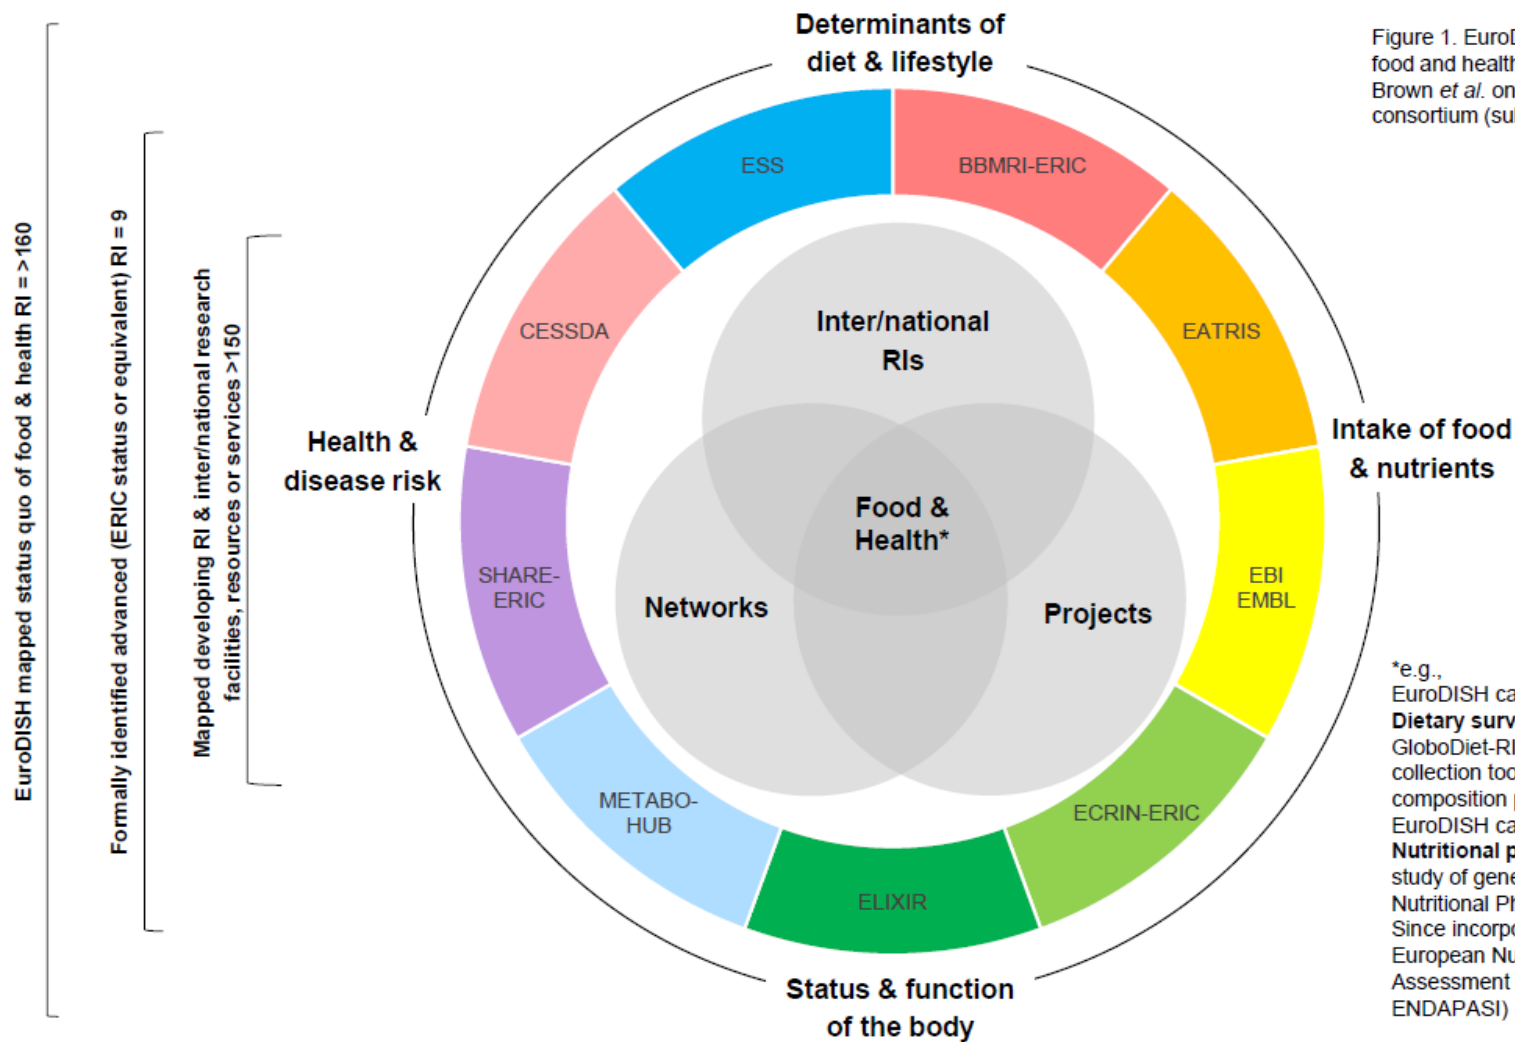 Determinants of
diet & lifestyle
Figure 1. Euro
food and health
Brown et al. on
consortium (su
ESS
BBMRI-ERIC
CESSDA
EATRIS
Inter/national
RIs
Health &
disease risk
Intake of food
& nutrients
Food &
Health*
SHARE-
ERIC
EBI
EMBL
Networks
Projects
METABO-
HUB
ECRIN-ERIC
ELIXIR
Status & function
of the body
EuroDISH mapped status quo of food & health RI = >160
Formally identified advanced (ERIC status or equivalent) RI = 9
Mapped developing RI & inter/national research
facilities, resources or services >150
*e.g.,
EuroDISH ca
Dietary surv
GloboDiet-RI
collection too
composition
EuroDISH ca
Nutritional p
study of gene
Nutritional Ph
Since incorpo
European Nu
Assessment
ENDAPASI)